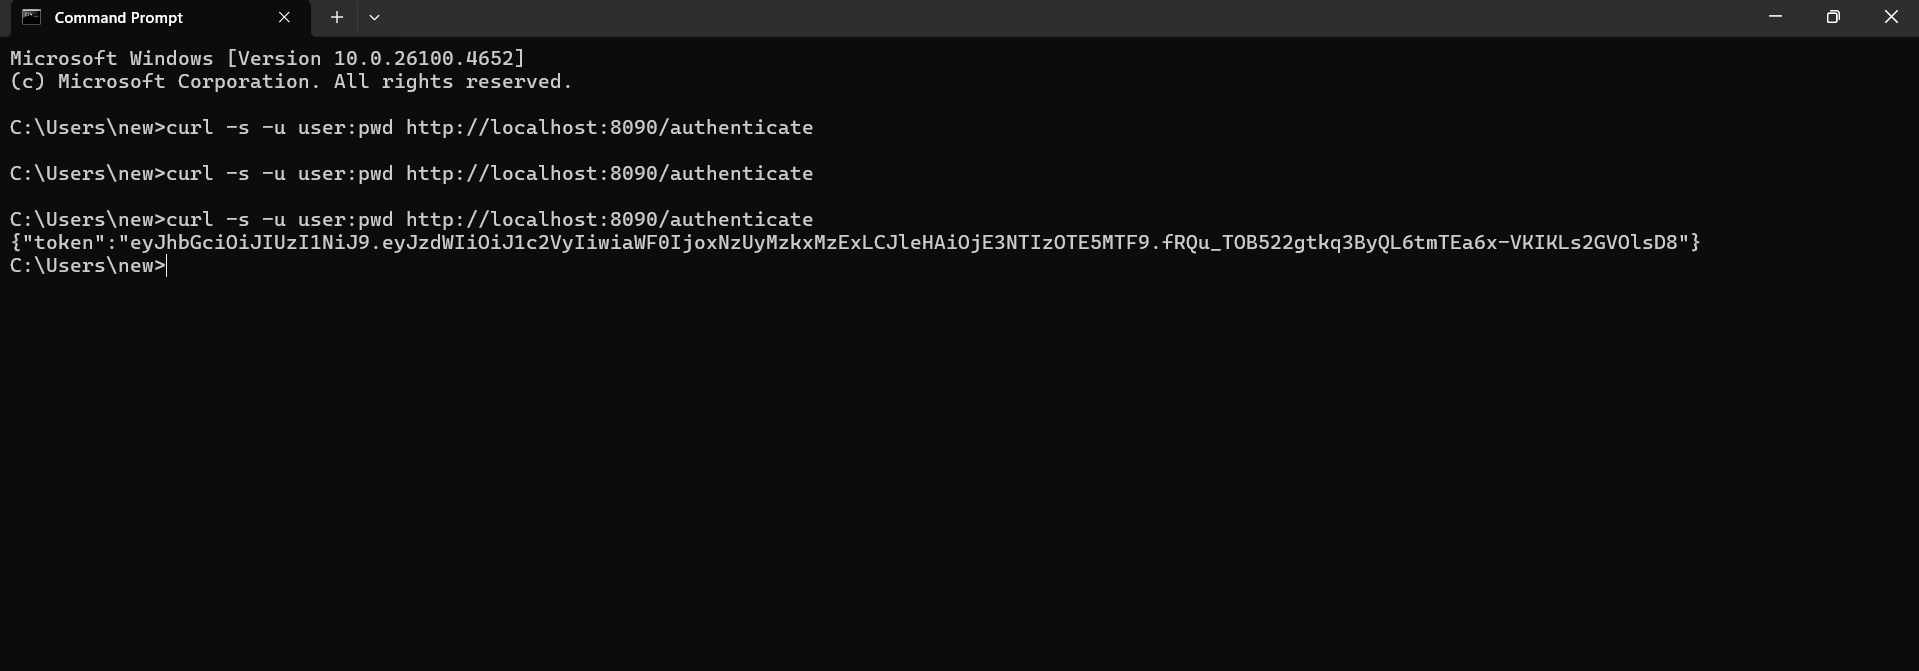 Command Prompt
Microsoft Windows [Version 10.0.26100.4652]
(c) Microsoft Corporation. All rights reserved.
C:\Users\new>curl -s -u user:pwd http://localhost:8090/authenticate
C:\Users\new>curl -s -u user:pwd http://localhost:8090/authenticate
C:\Users\new>curl -s -u user:pwd http://localhost:8090/authenticate
{"token":"eyJhbGciOiJIUzI1NiJ9.eyJzdWIiOiJ1c2VyIiwiaWF0IjoxNzUyMzkxMzExLCJleHAiOjE3NTIzOTE5MTF9.fRQu_TOB522gtkq3ByQL6tmTEa6x-VKIKLs2GVOlsD8"}
C:\Users\new>